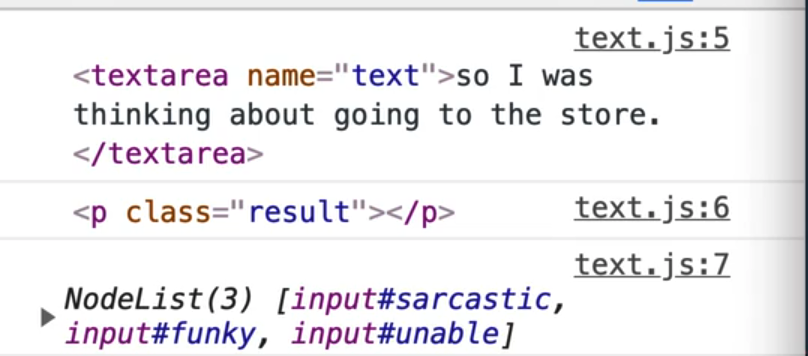 text.js:5
<textarea name="text">so I was
thinking about going to the store.
</textarea>
<p class="result"></p> text.js:6
text.js:7
NodeList(3) [input#sarcastic,
input#funky, input#unable]